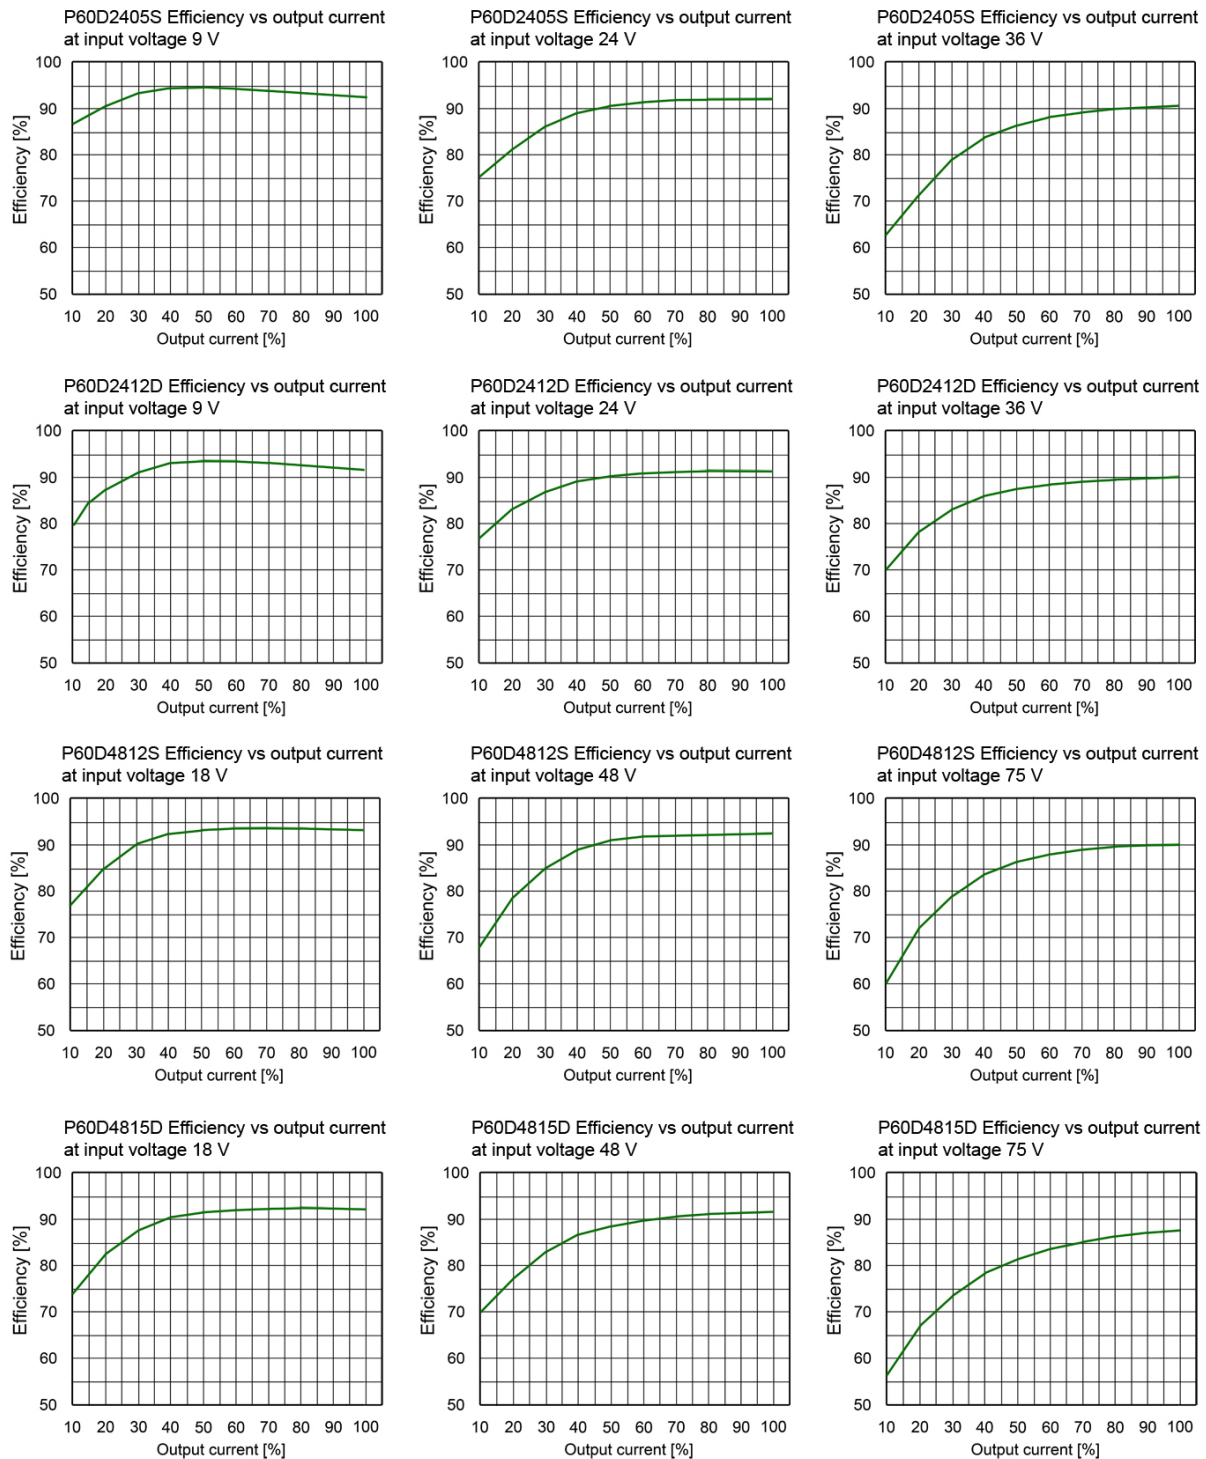 P60D2405S Efficiency vs output current
at input voltage 9 V
100
90
80
70
60
50
Efficiency [%]
10 20 30 40 50 60 70 80 90 100
Output current [%]
P60D2405S Efficiency vs output current
at input voltage 24 V
100
90
80
70
60
50
Efficiency [%]
10 20 30 40 50 60 70 80 90 100
Output current [%]
P60D2405S Efficiency vs output current
at input voltage 36 V
100
90
80
70
60
50
Efficiency [%]
10 20 30 40 50 60 70 80 90 100
Output current [%]
P60D2412D Efficiency vs output current
at input voltage 9 V
100
90
80
70
60
50
Efficiency [%]
10 20 30 40 50 60 70 80 90 100
Output current [%]
P60D2412D Efficiency vs output current
at input voltage 24 V
100
90
80
70
60
50
Efficiency [%]
10 20 30 40 50 60 70 80 90 100
Output current [%]
P60D2412D Efficiency vs output current
at input voltage 36 V
100
90
80
70
60
50
Efficiency [%]
10 20 30 40 50 60 70 80 90 100
Output current [%]
P60D4812S Efficiency vs output current
at input voltage 18 V
100
90
80
70
60
50
Efficiency [%]
10 20 30 40 50 60 70 80 90 100
Output current [%]
P60D4812S Efficiency vs output current
at input voltage 48 V
100
90
80
70
60
50
Efficiency [%]
10 20 30 40 50 60 70 80 90 100
Output current [%]
P60D4812S Efficiency vs output current
at input voltage 75 V
100
90
80
70
60
50
Efficiency [%]
10 20 30 40 50 60 70 80 90 100
Output current [%]
P60D4815D Efficiency vs output current
at input voltage 18 V
100
90
80
70
60
50
Efficiency [%]
10 20 30 40 50 60 70 80 90 100
Output current [%]
P60D4815D Efficiency vs output current
at input voltage 48 V
100
90
80
70
60
50
Efficiency [%]
10 20 30 40 50 60 70 80 90 100
Output current [%]
P60D4815D Efficiency vs output current
at input voltage 75 V
100
90
80
70
60
50
Efficiency [%]
10 20 30 40 50 60 70 80 90 100
Output current [%]